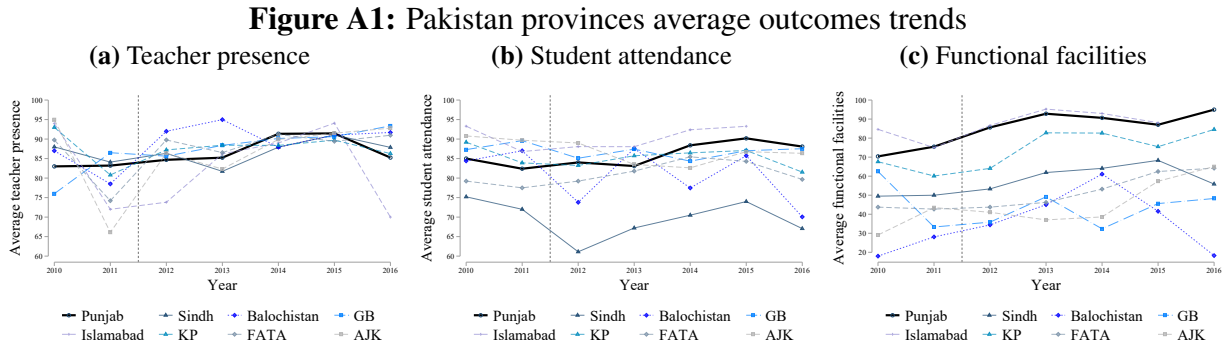 Figure A1: Pakistan provinces average outcomes trends
(a) Teacher presence
Average teacher presence
100
95
90
85
80
75
70
65
60
2010 2011 2012 2013 2014 2015 2016
Year
Punjab Sindh Balochistan GB
Islamabad KP FATA AJK
(b) Student attendance
Average student attendance
100
95
90
85
80
75
70
65
60
2010 2011 2012 2013 2014 2015 2016
Year
Punjab Sindh Balochistan GB
Islamabad KP FATA AJK
(c) Functional facilities
Average functional facilities
100
90
80
70
60
50
40
30
20
2010 2011 2012 2013 2014 2015 2016
Year
Punjab Sindh Balochistan GB
Islamabad KP FATA AJK